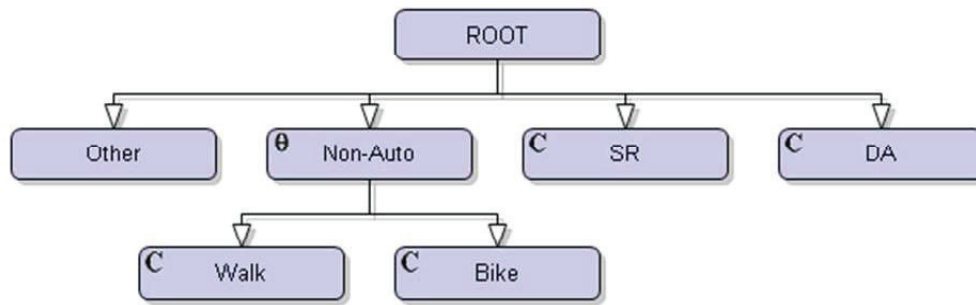 ROOT
Other
θ Non-Auto
C SR
C DA
C Walk
C Bike